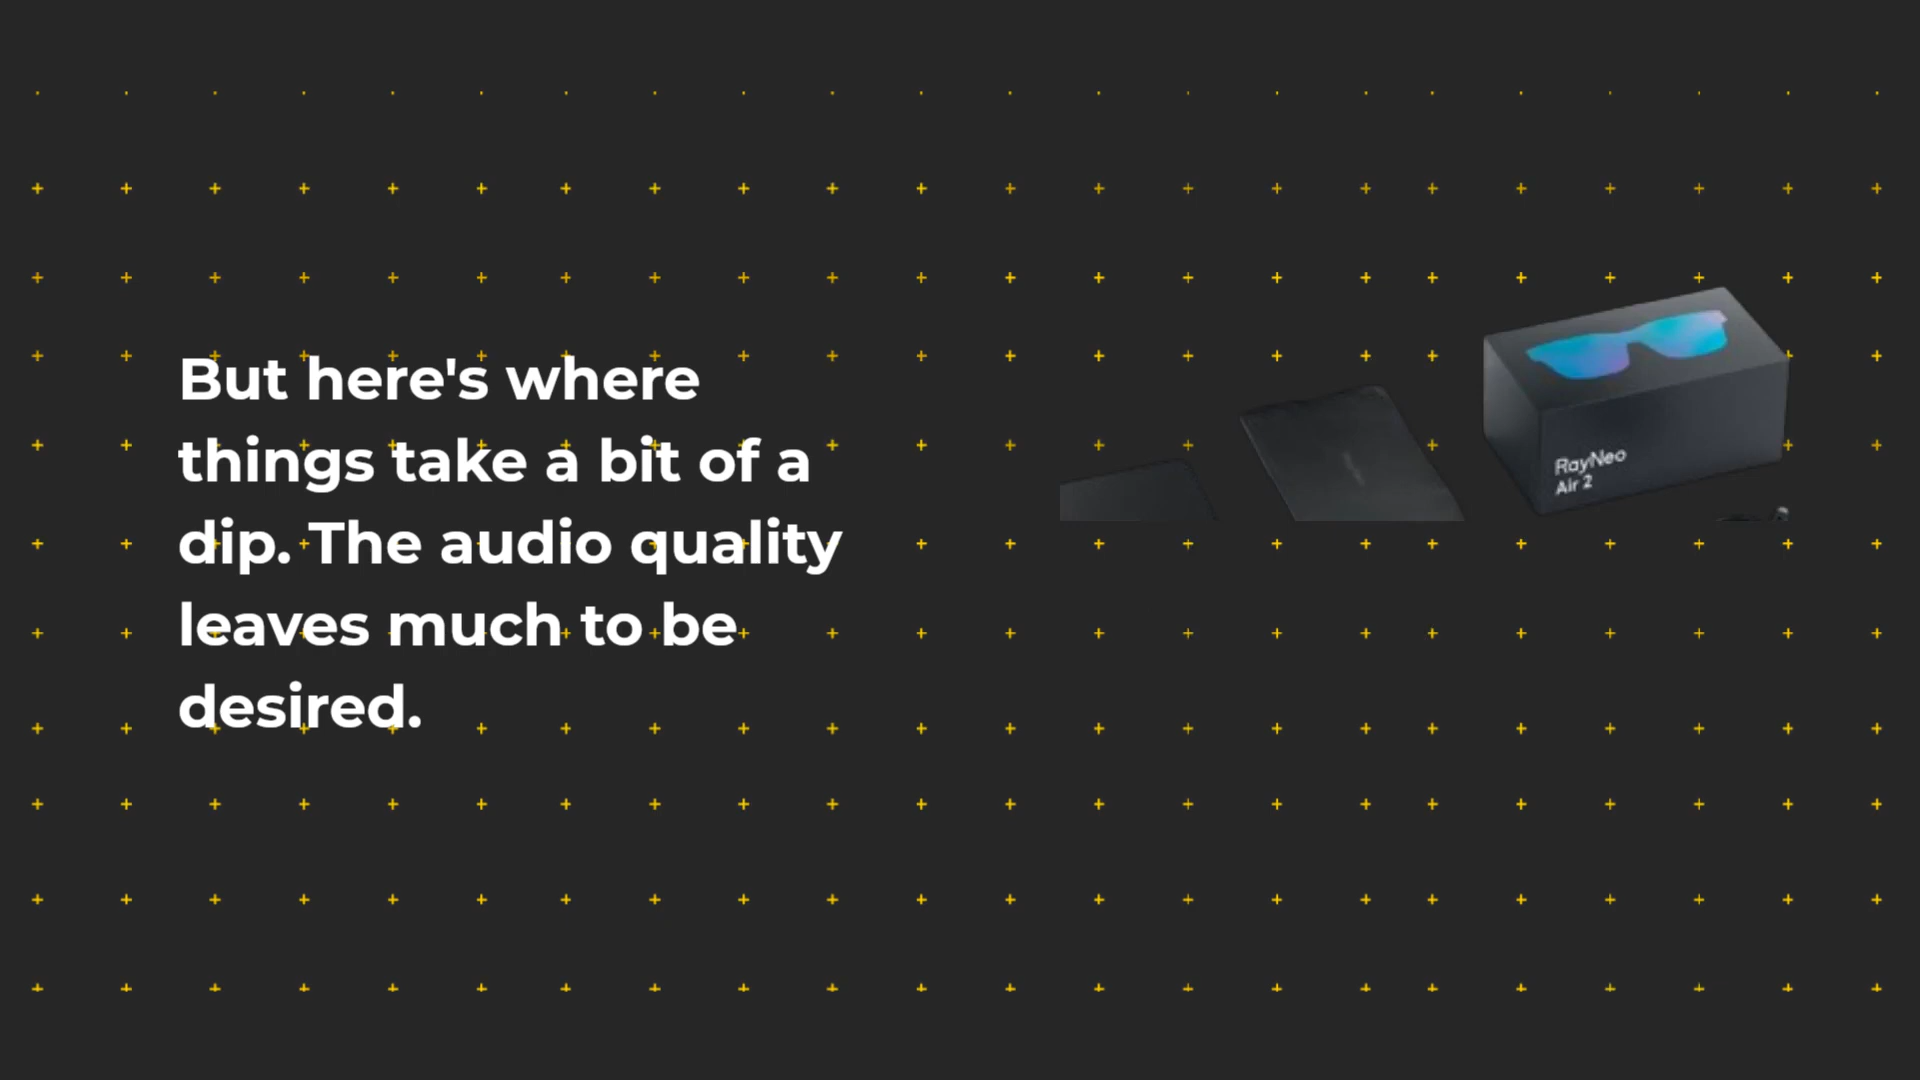 But here's where
things take a bit of a
dip. The audio quality
leaves much to be
desired.
RayNeo
Air 2